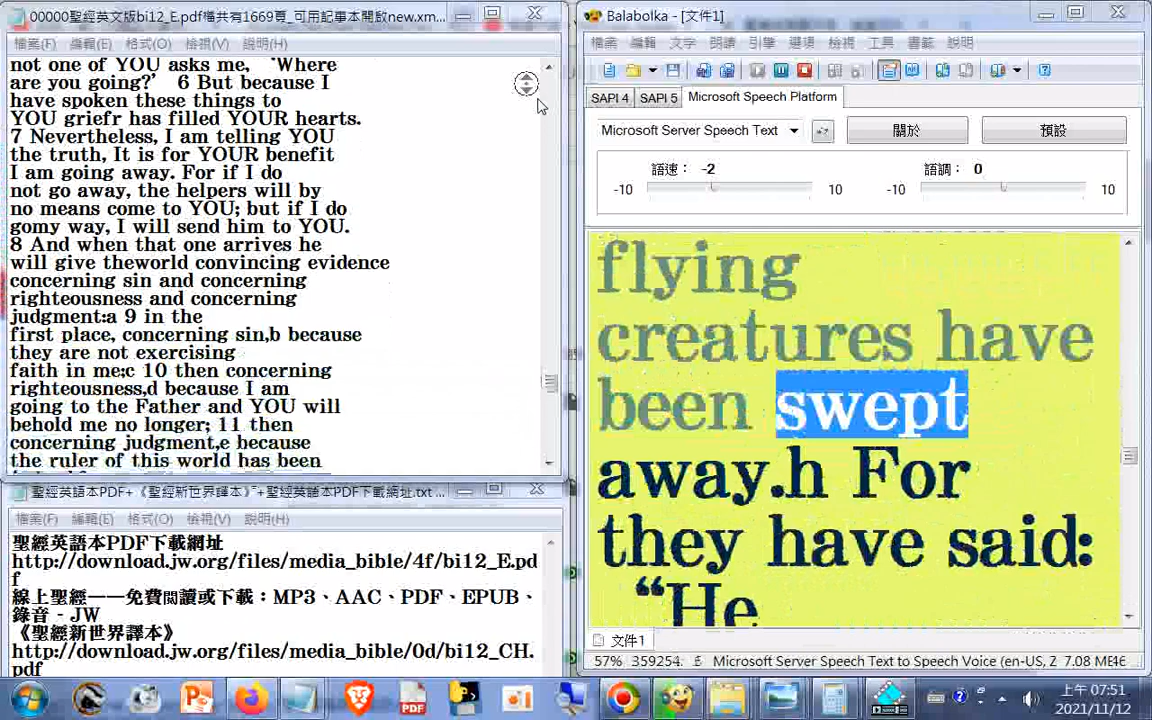 00000聖經英文版bi12_E.pdf檔共有1669頁_可用記事本開啟new.xm...
檔案(F) 編輯(E) 格式(O) 檢視(V) 說明(H)
not one of YOU asks me, ‘Where
are you going?’ 6 But because I
have spoken these things to
YOU griefr has filled YOUR hearts.
7 Nevertheless, I am telling YOU
the truth, It is for YOUR benefit
I am going away. For if I do
not go away, the helpers will by
no means come to YOU; but if I do
gomy way, I will send him to YOU.
8 And when that one arrives he
will give theworld convincing evidence
concerning sin and concerning
righteousness and concerning
judgment:a 9 in the
first place, concerning sin,b because
they are not exercising
faith in me;c 10 then concerning
righteousness,d because I am
going to the Father and YOU will
behold me no longer; 11 then
concerning judgment,e because
the ruler of this world has been
聖經英語本PDF+《聖經新世界譯本》"+聖經英語本PDF下載網址.txt ...
檔案(F) 編輯(E) 格式(O) 檢視(V) 說明(H)
聖經英語本PDF下載網址
http://download.jw.org/files/media_bible/4f/bi12_E.pd
f
線上聖經──免費閱讀或下載：MP3、AAC、PDF、EPUB、
錄音 - JW
《聖經新世界譯本》
http://download.jw.org/files/media_bible/0d/bi12_CH.
pdf
Balabolka - [文件1]
檔案 編輯 文字 朗讀 引擎 選項 檢視 工具 書籤 說明
SAPI 4 SAPI 5 Microsoft Speech Platform
Microsoft Server Speech Text 關於 預設
語速： -2 語調： 0
-10 10 -10 10
flying
creatures have
been swept
away.h For
they have said:
“He
文件1
57% 359254. Microsoft Server Speech Text to Speech Voice (en-US, 2 7.08 ME
上午 07:51
2021/11/12